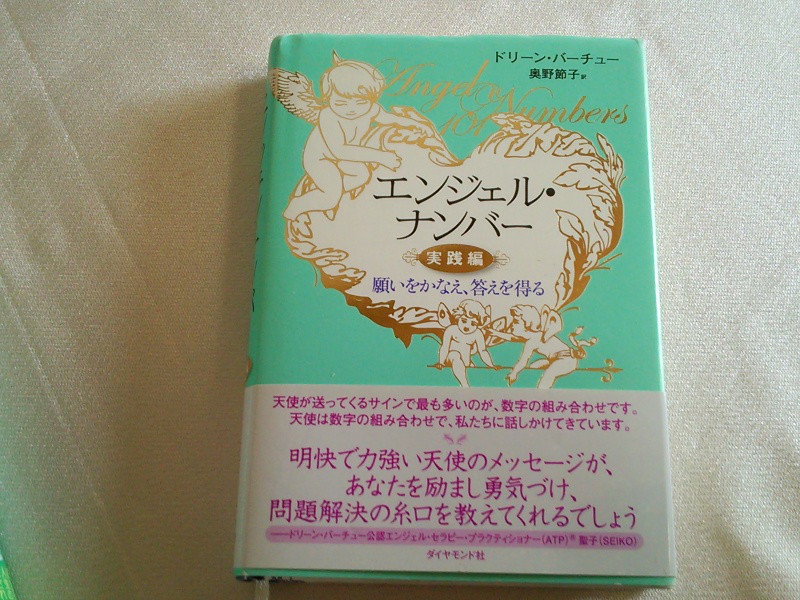 ドリーン・バーチュー
奥野節子 訳
Angel
Numbers
101
エンジェル・
ナンバー
実践編
願いをかなえ、答えを得る
天使が送ってくるサインで最も多いのが、数字の組み合わせです。
天使は数字の組み合わせで、私たちに話しかけてきています。
明快で力強い天使のメッセージが、
あなたを励まし勇気づけ、
問題解決の糸口を教えてくれるでしょう
──ドリーン・バーチュー公認エンジェル・セラピー・プラクティショナー(ATP)® 聖子(SEIKO)
ダイヤモンド社